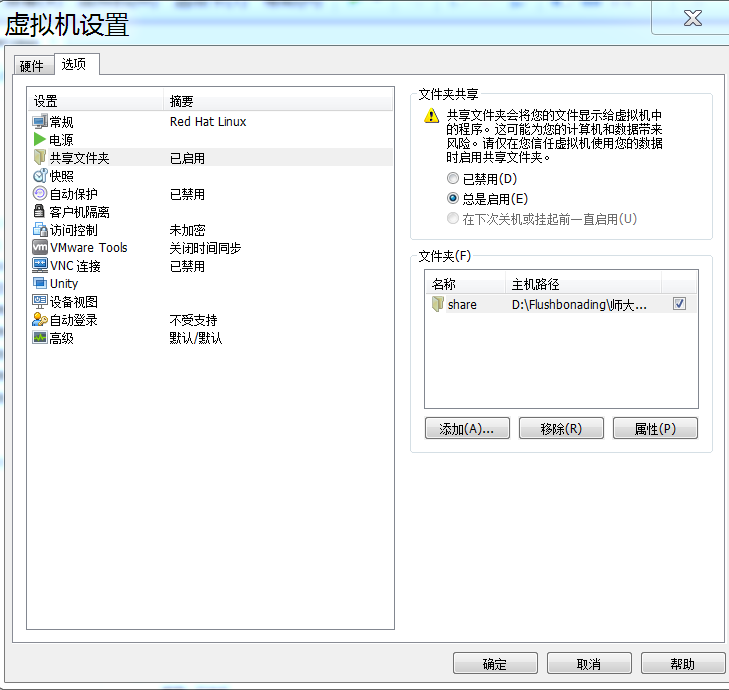 虚拟机设置
硬件 选项
设置 摘要
常规 Red Hat Linux
电源
共享文件夹 已启用
快照
自动保护 已禁用
客户机隔离
访问控制 未加密
VMware Tools 关闭时间同步
VNC 连接 已禁用
Unity
设备视图
自动登录 不受支持
高级 默认/默认
文件夹共享
共享文件夹会将您的文件显示给虚拟机中
的程序。这可能为您的计算机和数据带来
风险。请仅在您信任虚拟机使用您的数据
时启用共享文件夹。
已禁用(D)
总是启用(E)
在下次关机或挂起前一直启用(U)
文件夹(F)
名称 主机路径
share D:\Flushbonading\师大...
添加(A)... 移除(R) 属性(P)
确定 取消 帮助